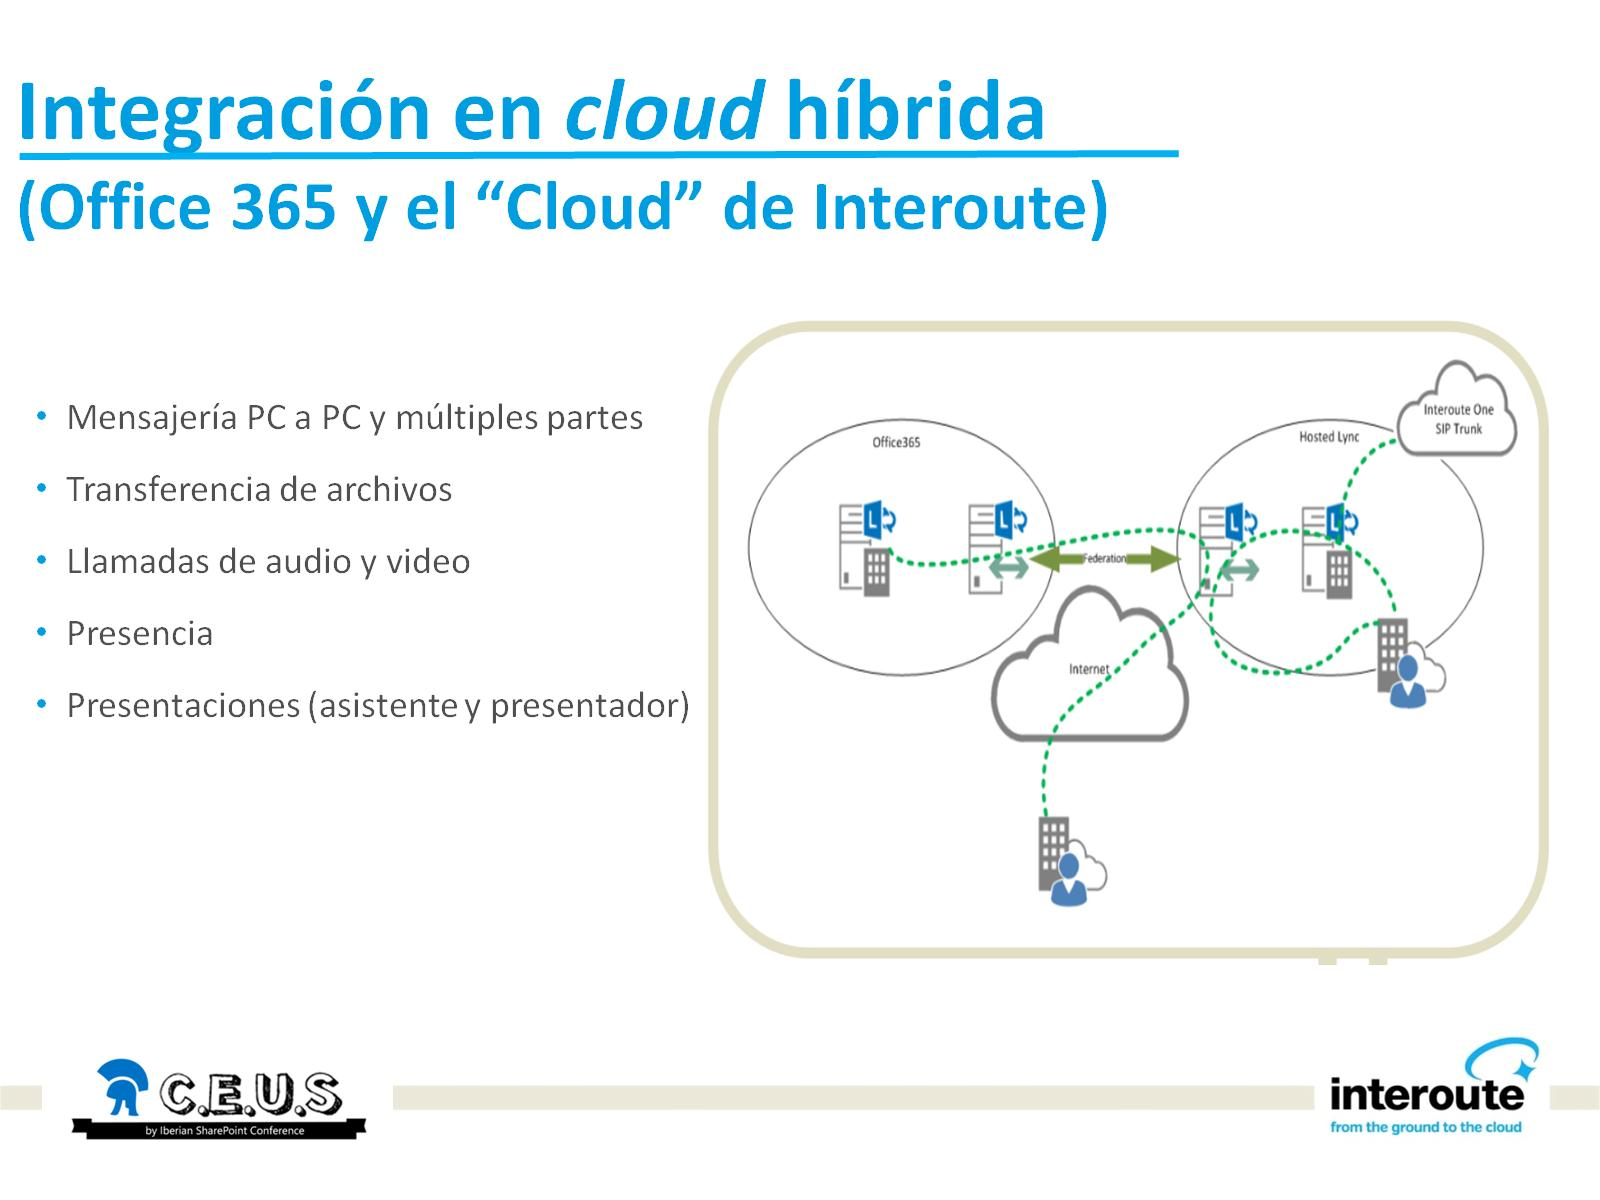 Integración en cloud híbrida
(Office 365 y el “Cloud” de Interoute)
• Mensajería PC a PC y múltiples partes
• Transferencia de archivos
• Llamadas de audio y video
• Presencia
• Presentaciones (asistente y presentador)
Office365
Hosted Lync
Interoute One
SIP Trunk
L
L
L
L
Federation
Internet
C.E.U.S
by Iberian SharePoint Conference
interoute
from the ground to the cloud